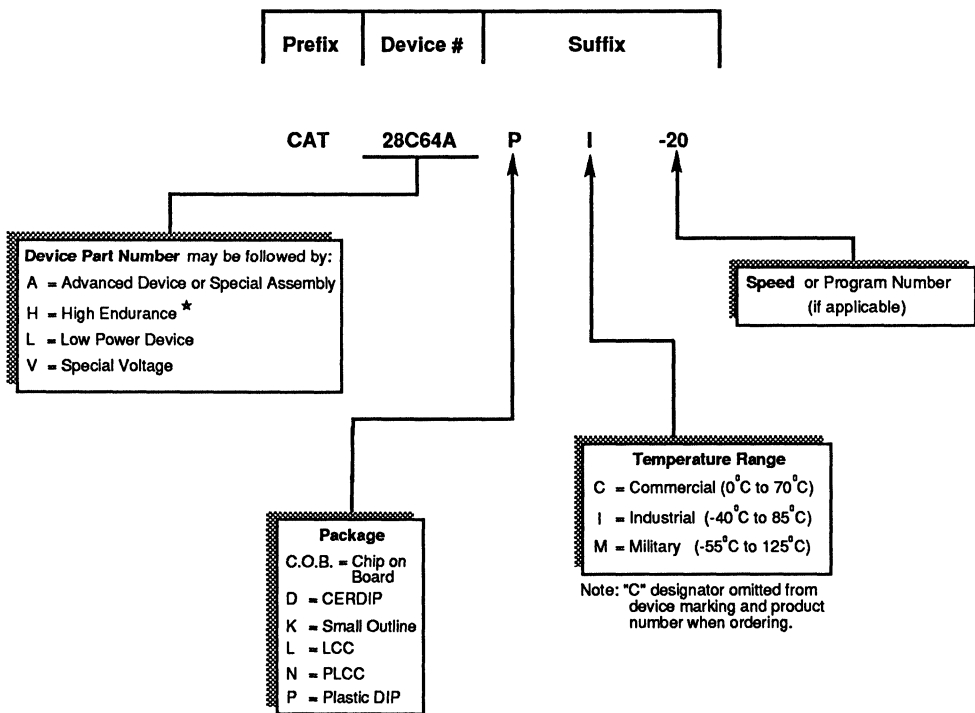 Prefix Device # Suffix
CAT 28C64A P I -20
Device Part Number may be followed by:
A = Advanced Device or Special Assembly
H = High Endurance ★
L = Low Power Device
V = Special Voltage
Speed or Program Number
(if applicable)
Temperature Range
C = Commercial (0°C to 70°C)
I = Industrial (-40°C to 85°C)
M = Military (-55°C to 125°C)
Note: "C" designator omitted from
device marking and product
number when ordering.
Package
C.O.B. = Chip on
Board
D = CERDIP
K = Small Outline
L = LCC
N = PLCC
P = Plastic DIP